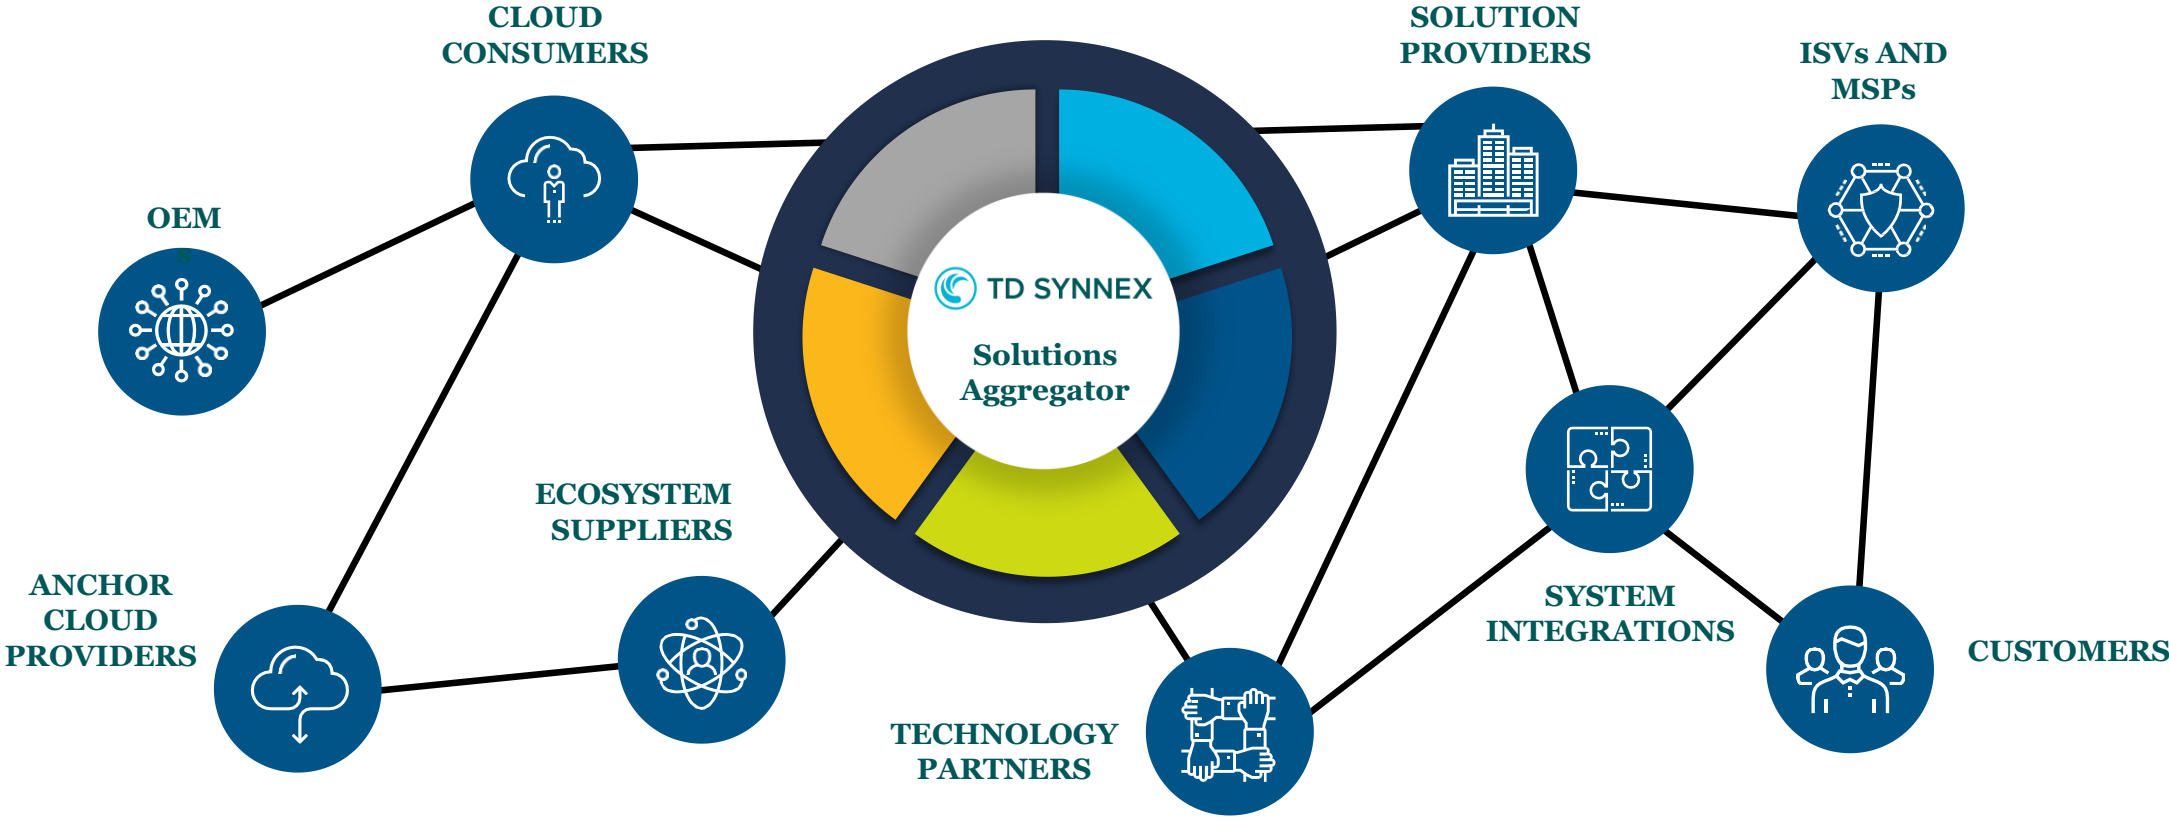 CLOUD
CONSUMERS
SOLUTION
PROVIDERS
ISVs AND
MSPs
OEM
s
TD SYNNEX
Solutions
Aggregator
ECOSYSTEM
SUPPLIERS
ANCHOR
CLOUD
PROVIDERS
SYSTEM
INTEGRATIONS
CUSTOMERS
TECHNOLOGY
PARTNERS